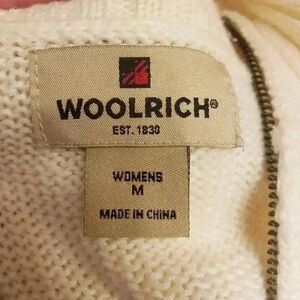 WOOLRICH®
EST. 1830
WOMENS
M
MADE IN CHINA